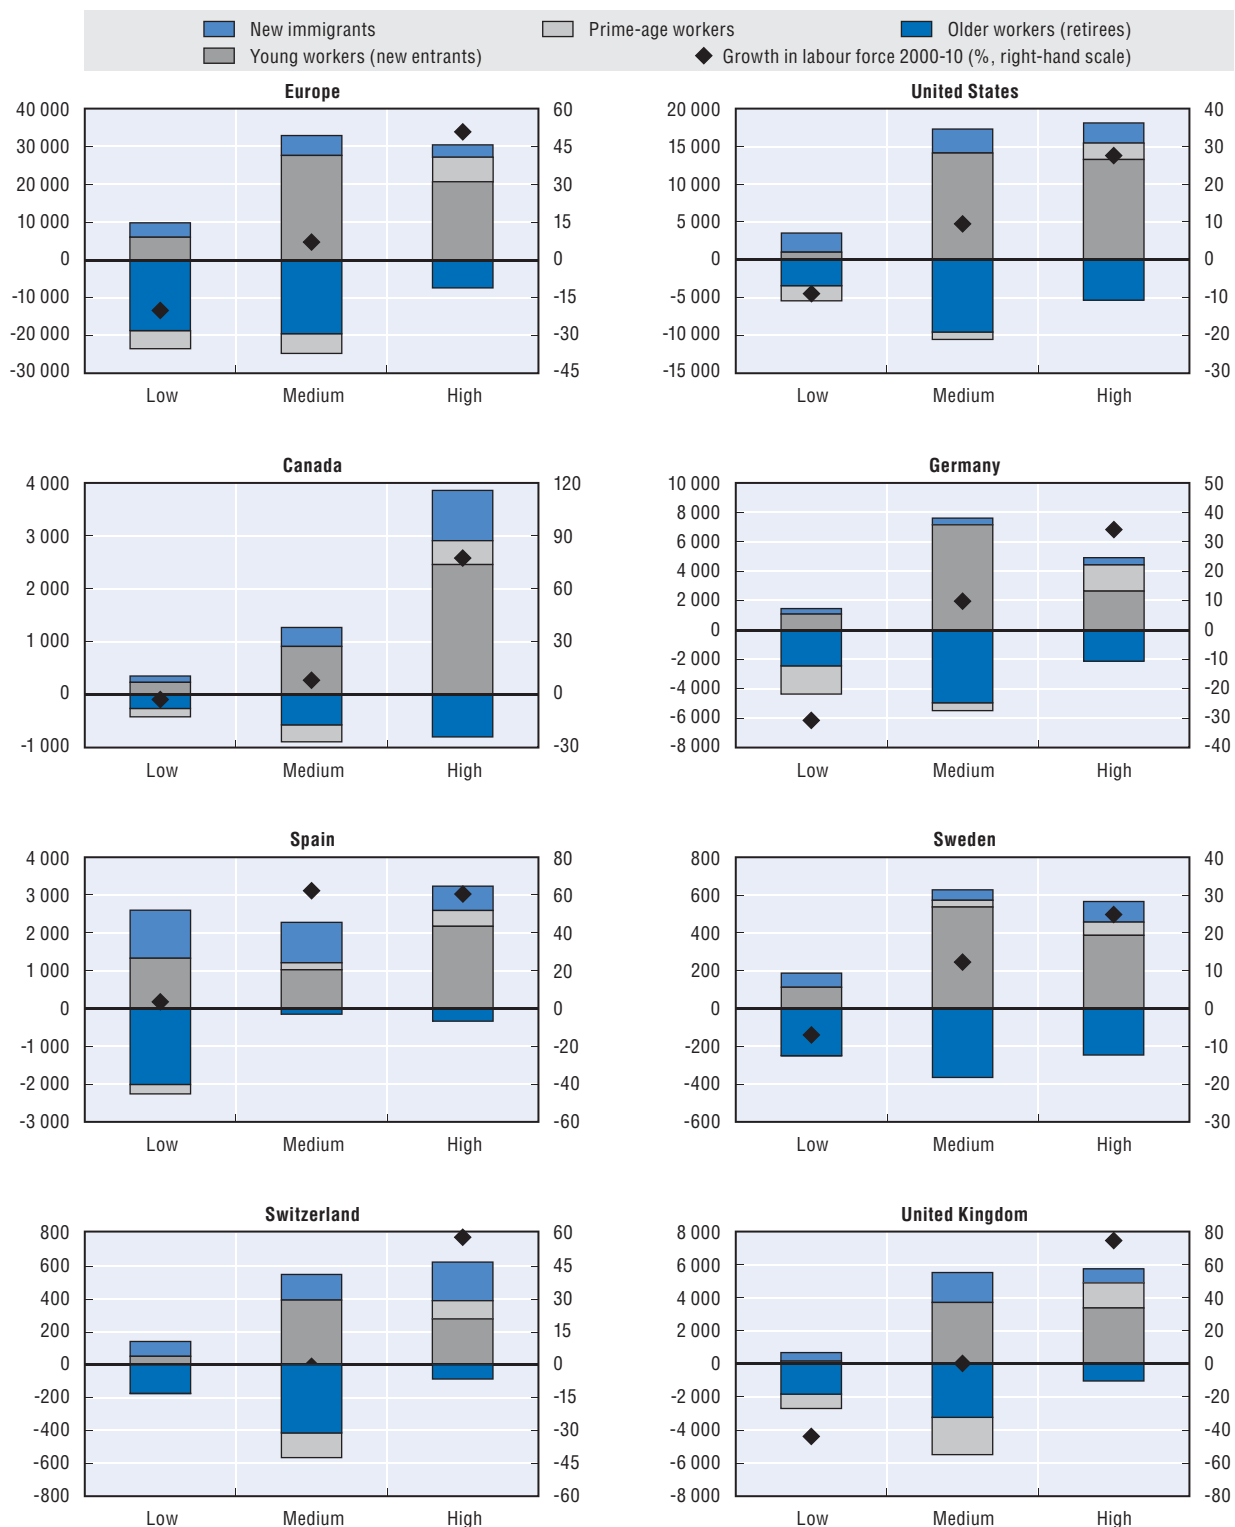 New immigrants Prime-age workers Older workers (retirees)
Young workers (new entrants) Growth in labour force 2000-10 (%, right-hand scale)
Europe United States
40 000 60 20 000 40
30 000 45 15 000 30
20 000 30 10 000 20
10 000 15 5 000 10
0 0 0 0
-10 000 -15 -5 000 -10
-20 000 -30 -10 000 -20
-30 000 -45 -15 000 -30
Low Medium High Low Medium High
Canada Germany
4 000 120 10 000 50
3 000 90 8 000 40
2 000 60 6 000 30
1 000 30 4 000 20
0 0 2 000 10
-1 000 -30 0 0
-2 000 -10
-4 000 -20
-6 000 -30
-8 000 -40
Low Medium High Low Medium High
Spain Sweden
4 000 80 800 40
3 000 60 600 30
2 000 40 400 20
1 000 20 200 10
0 0 0 0
-1 000 -20 -200 -10
-2 000 -40 -400 -20
-3 000 -60 -600 -30
Low Medium High Low Medium High
Switzerland United Kingdom
800 60 8 000 80
600 45 6 000 60
400 30 4 000 40
200 15 2 000 20
0 0 0 0
-200 -15 -2 000 -20
-400 -30 -4 000 -40
-600 -45 -6 000 -60
-800 -60 -8 000 -80
Low Medium High Low Medium High